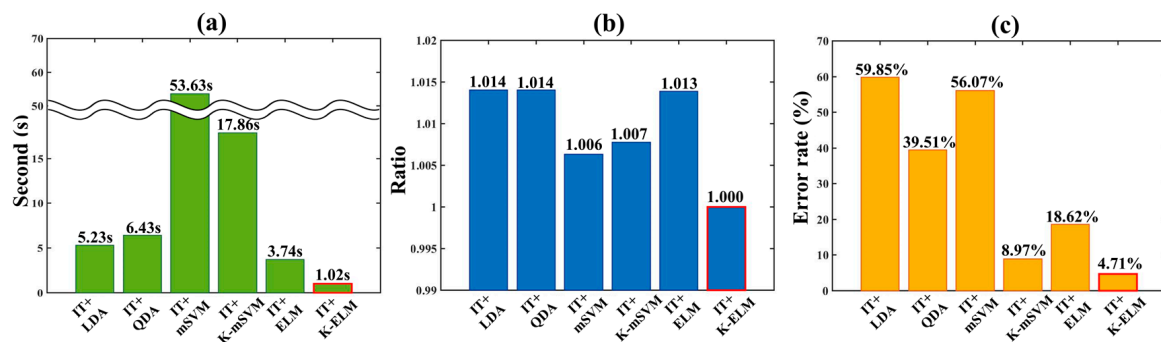 (a)
Second (s)
70
60
50
15
10
5
0
5.23s
6.43s
53.63s
17.86s
3.74s
1.02s
IT+
LDA
IT+
QDA
IT+
mSVM
IT+
K-mSVM
IT+
ELM
IT+
K-ELM
(b)
Ratio
1.02
1.015
1.01
1.005
1
0.995
0.99
1.014
1.014
1.006
1.007
1.013
1.000
IT+
LDA
IT+
QDA
IT+
mSVM
IT+
K-mSVM
IT+
ELM
IT+
K-ELM
(c)
Error rate (%)
70
60
50
40
30
20
10
0
59.85%
39.51%
56.07%
8.97%
18.62%
4.71%
IT+
LDA
IT+
QDA
IT+
mSVM
IT+
K-mSVM
IT+
ELM
IT+
K-ELM